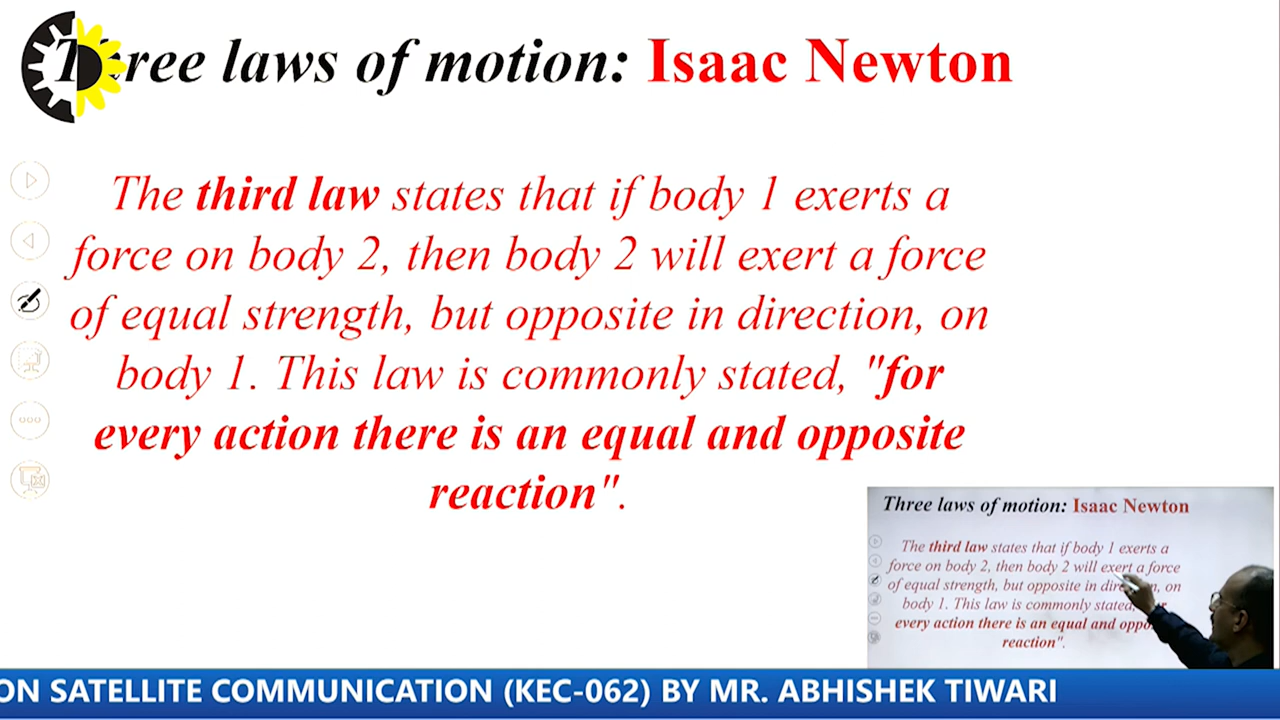 Three laws of motion: Isaac Newton
The third law states that if body 1 exerts a
force on body 2, then body 2 will exert a force
of equal strength, but opposite in direction, on
body 1. This law is commonly stated, "for
every action there is an equal and opposite
reaction".
Three laws of motion: Isaac Newton
The third law states that if body 1 exerts a
force on body 2, then body 2 will exert a force
of equal strength, but opposite in direction, on
body 1. This law is commonly stated,
every action there is an equal and
reaction".
ON SATELLITE COMMUNICATION (KEC-062) BY MR. ABHISHEK TIWARI